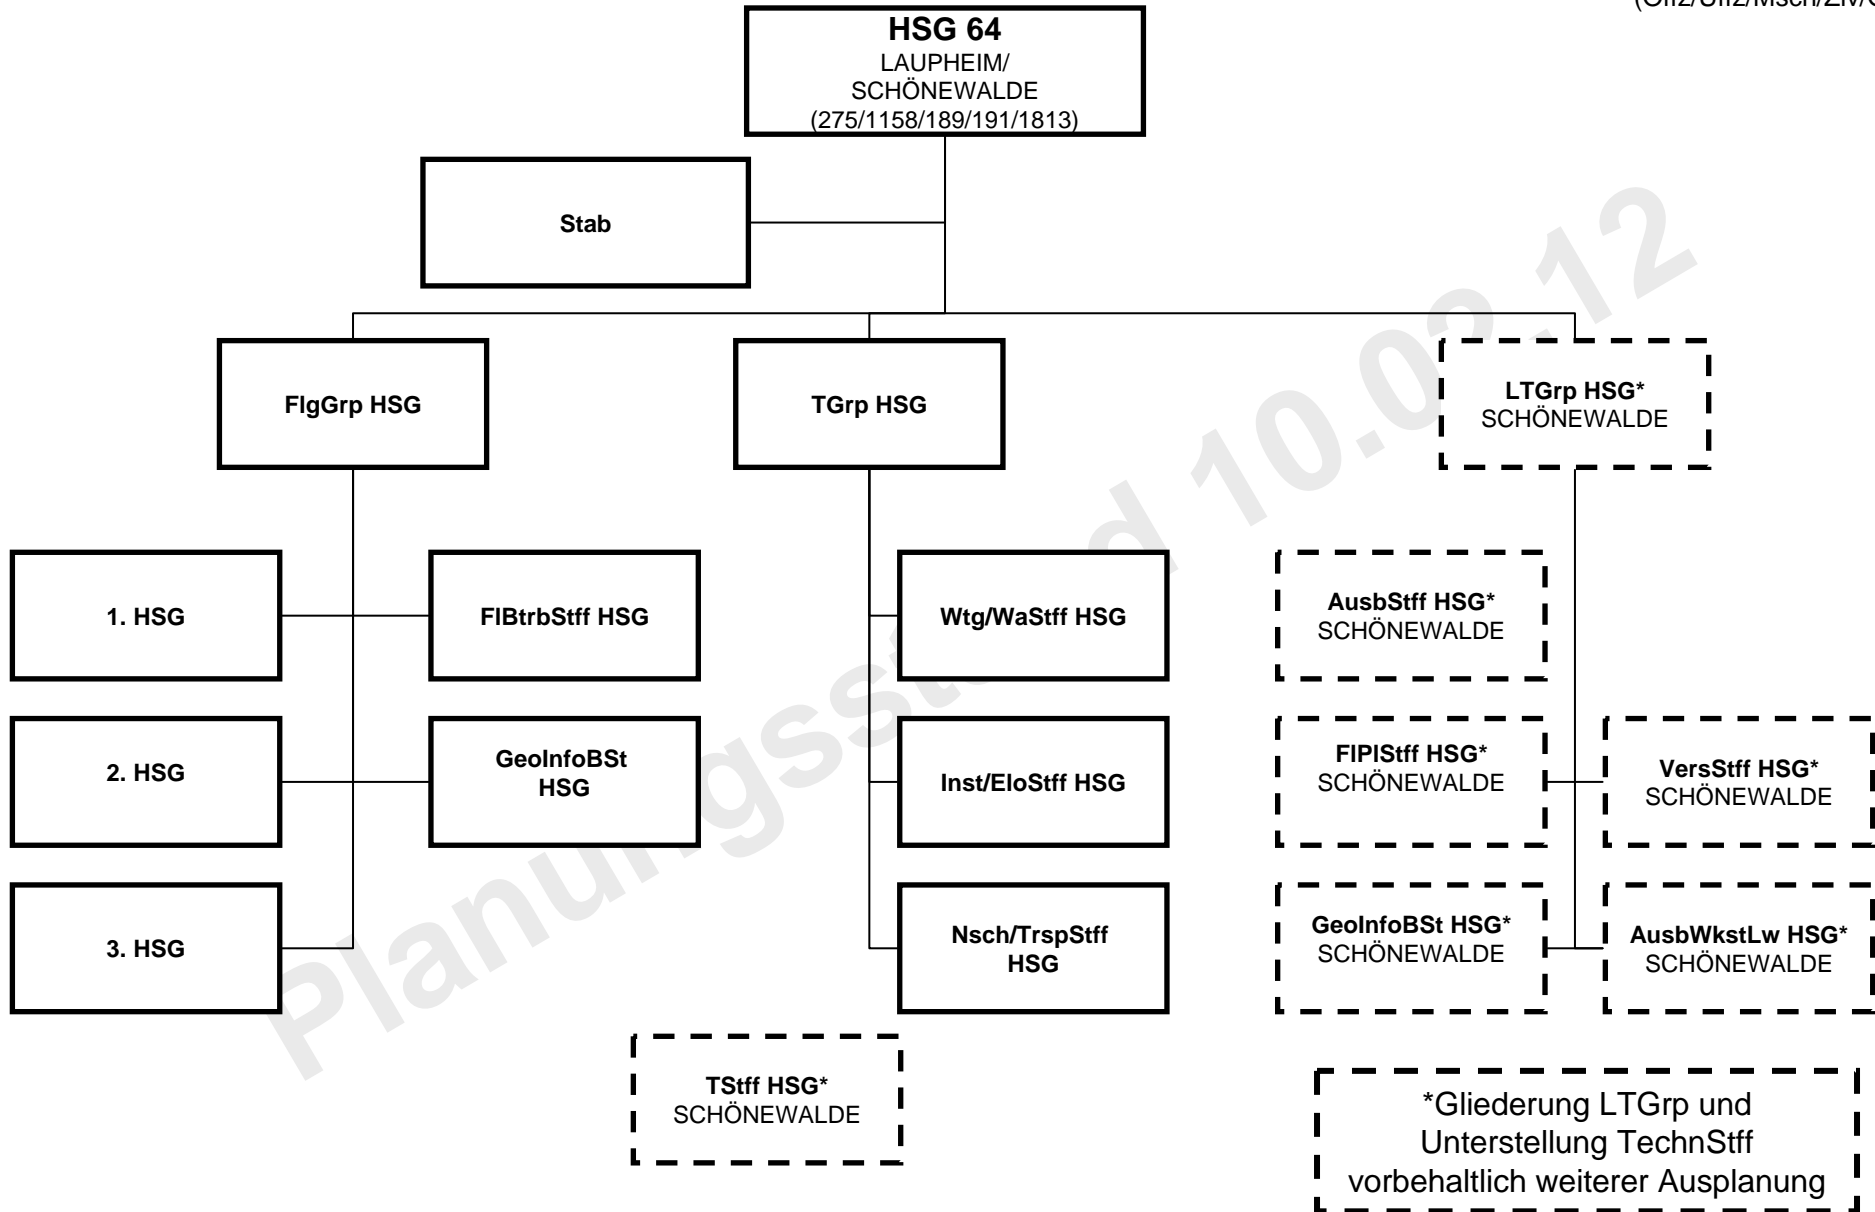 HSG 64
LAUPHEIM/
SCHÖNEWALDE
(275/1158/189/191/1813)
Stab
FlgGrp HSG
TGrp HSG
LTGrp HSG*
SCHÖNEWALDE
1. HSG
FlBtrbStff HSG
Wtg/WaStff HSG
AusbStff HSG*
SCHÖNEWALDE
2. HSG
GeoInfoBSt
HSG
Inst/EloStff HSG
FlPlStff HSG*
SCHÖNEWALDE
VersStff HSG*
SCHÖNEWALDE
3. HSG
Nsch/TrspStff
HSG
GeoInfoBSt HSG*
SCHÖNEWALDE
AusbWkstLw HSG*
SCHÖNEWALDE
TStff HSG*
SCHÖNEWALDE
*Gliederung LTGrp und
Unterstellung TechnStff
vorbehaltlich weiterer Ausplanung